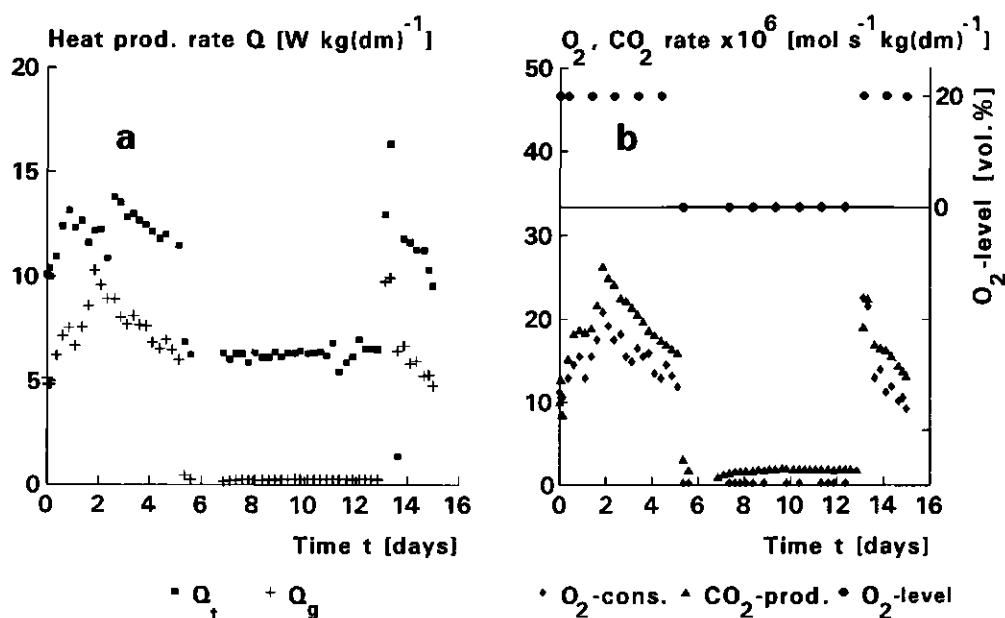 Heat prod. rate Q [W kg(dm)⁻¹]
20
15
10
5
0
a
0 2 4 6 8 10 12 14 16
Time t [days]
Qt Qg
O₂, CO₂ rate x10⁶ [mol s⁻¹ kg(dm)⁻¹]
50
40
30
20
10
0
b
20
0
O₂-level [vol.%]
0 2 4 6 8 10 12 14 16
Time t [days]
O₂-cons. CO₂-prod. O₂-level